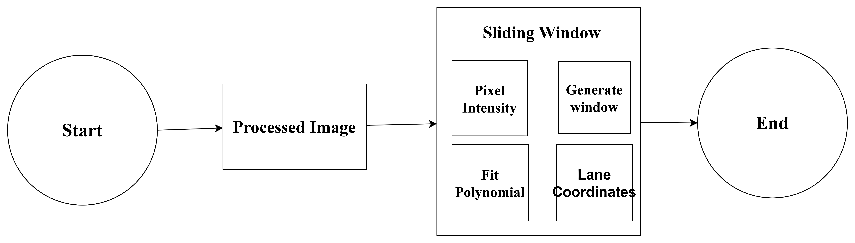 Start
Processed Image
Sliding Window
Pixel
Intensity
Generate
window
Fit
Polynomial
Lane
Coordinates
End